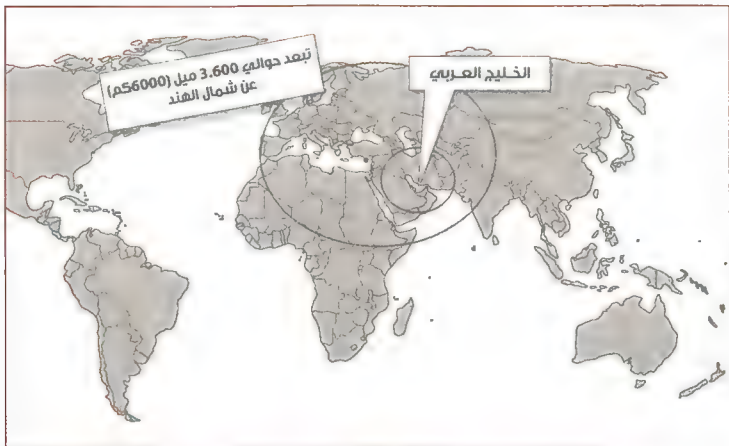 تبعد حوالي 3.600 ميل (6000كم)
عن شمال الهند
الخليج العربي